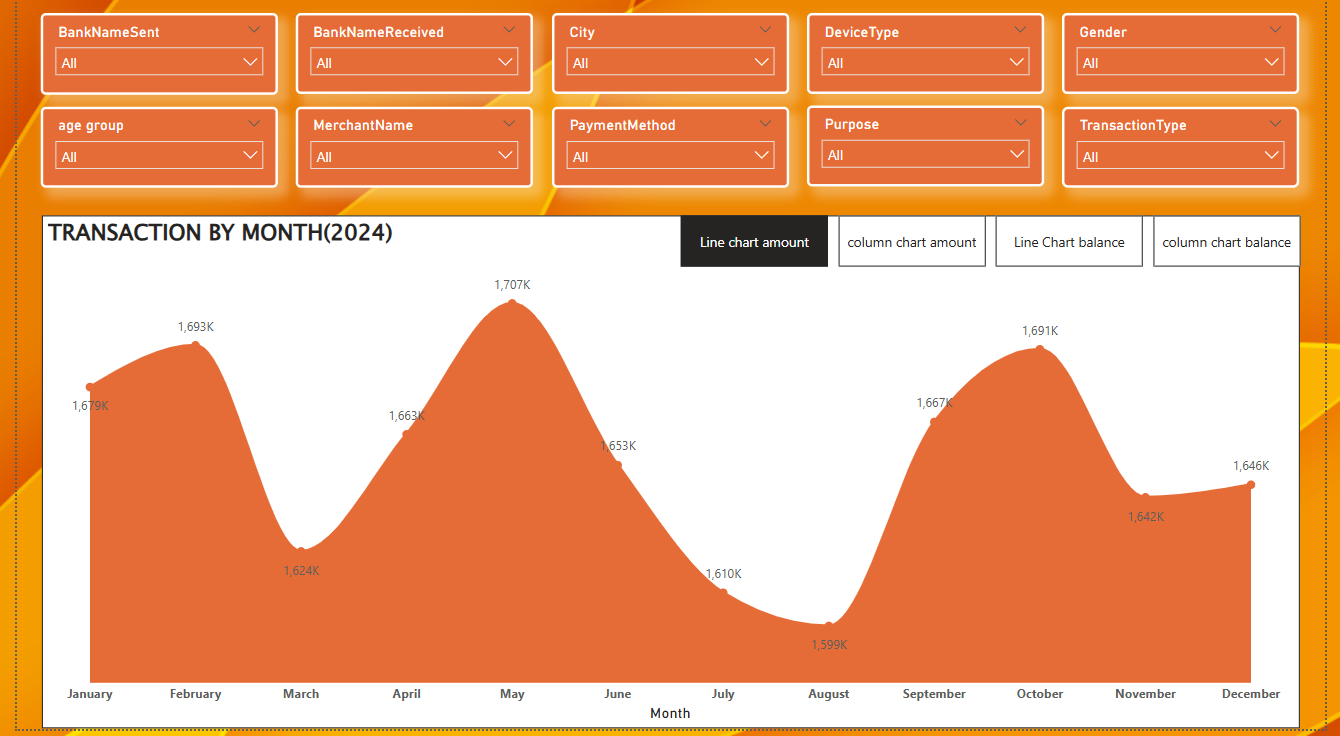 BankNameSent
All
BankNameReceived
All
City
All
DeviceType
All
Gender
All
age group
All
MerchantName
All
PaymentMethod
All
Purpose
All
TransactionType
All
TRANSACTION BY MONTH(2024)
Line chart amount
column chart amount
Line Chart balance
column chart balance
1,679K
1,693K
1,624K
1,663K
1,707K
1,653K
1,610K
1,599K
1,667K
1,691K
1,642K
1,646K
January February March April May June July August September October November December
Month